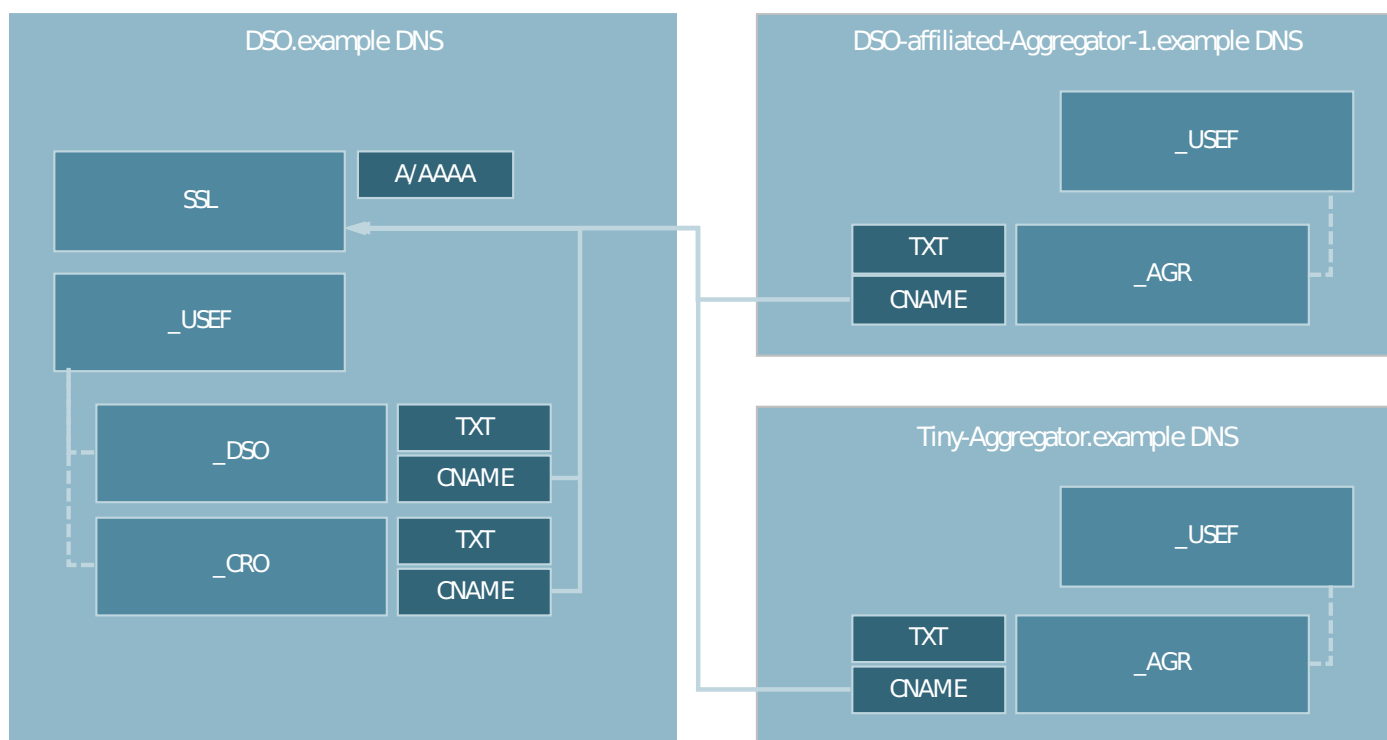 DSO.example DNS
SSL
A/AAAA
_USEF
_DSO
TXT
CNAME
_CRO
TXT
CNAME
DSO-affiliated-Aggregator-1.example DNS
_USEF
TXT
CNAME
_AGR
Tiny-Aggregator.example DNS
_USEF
TXT
CNAME
_AGR